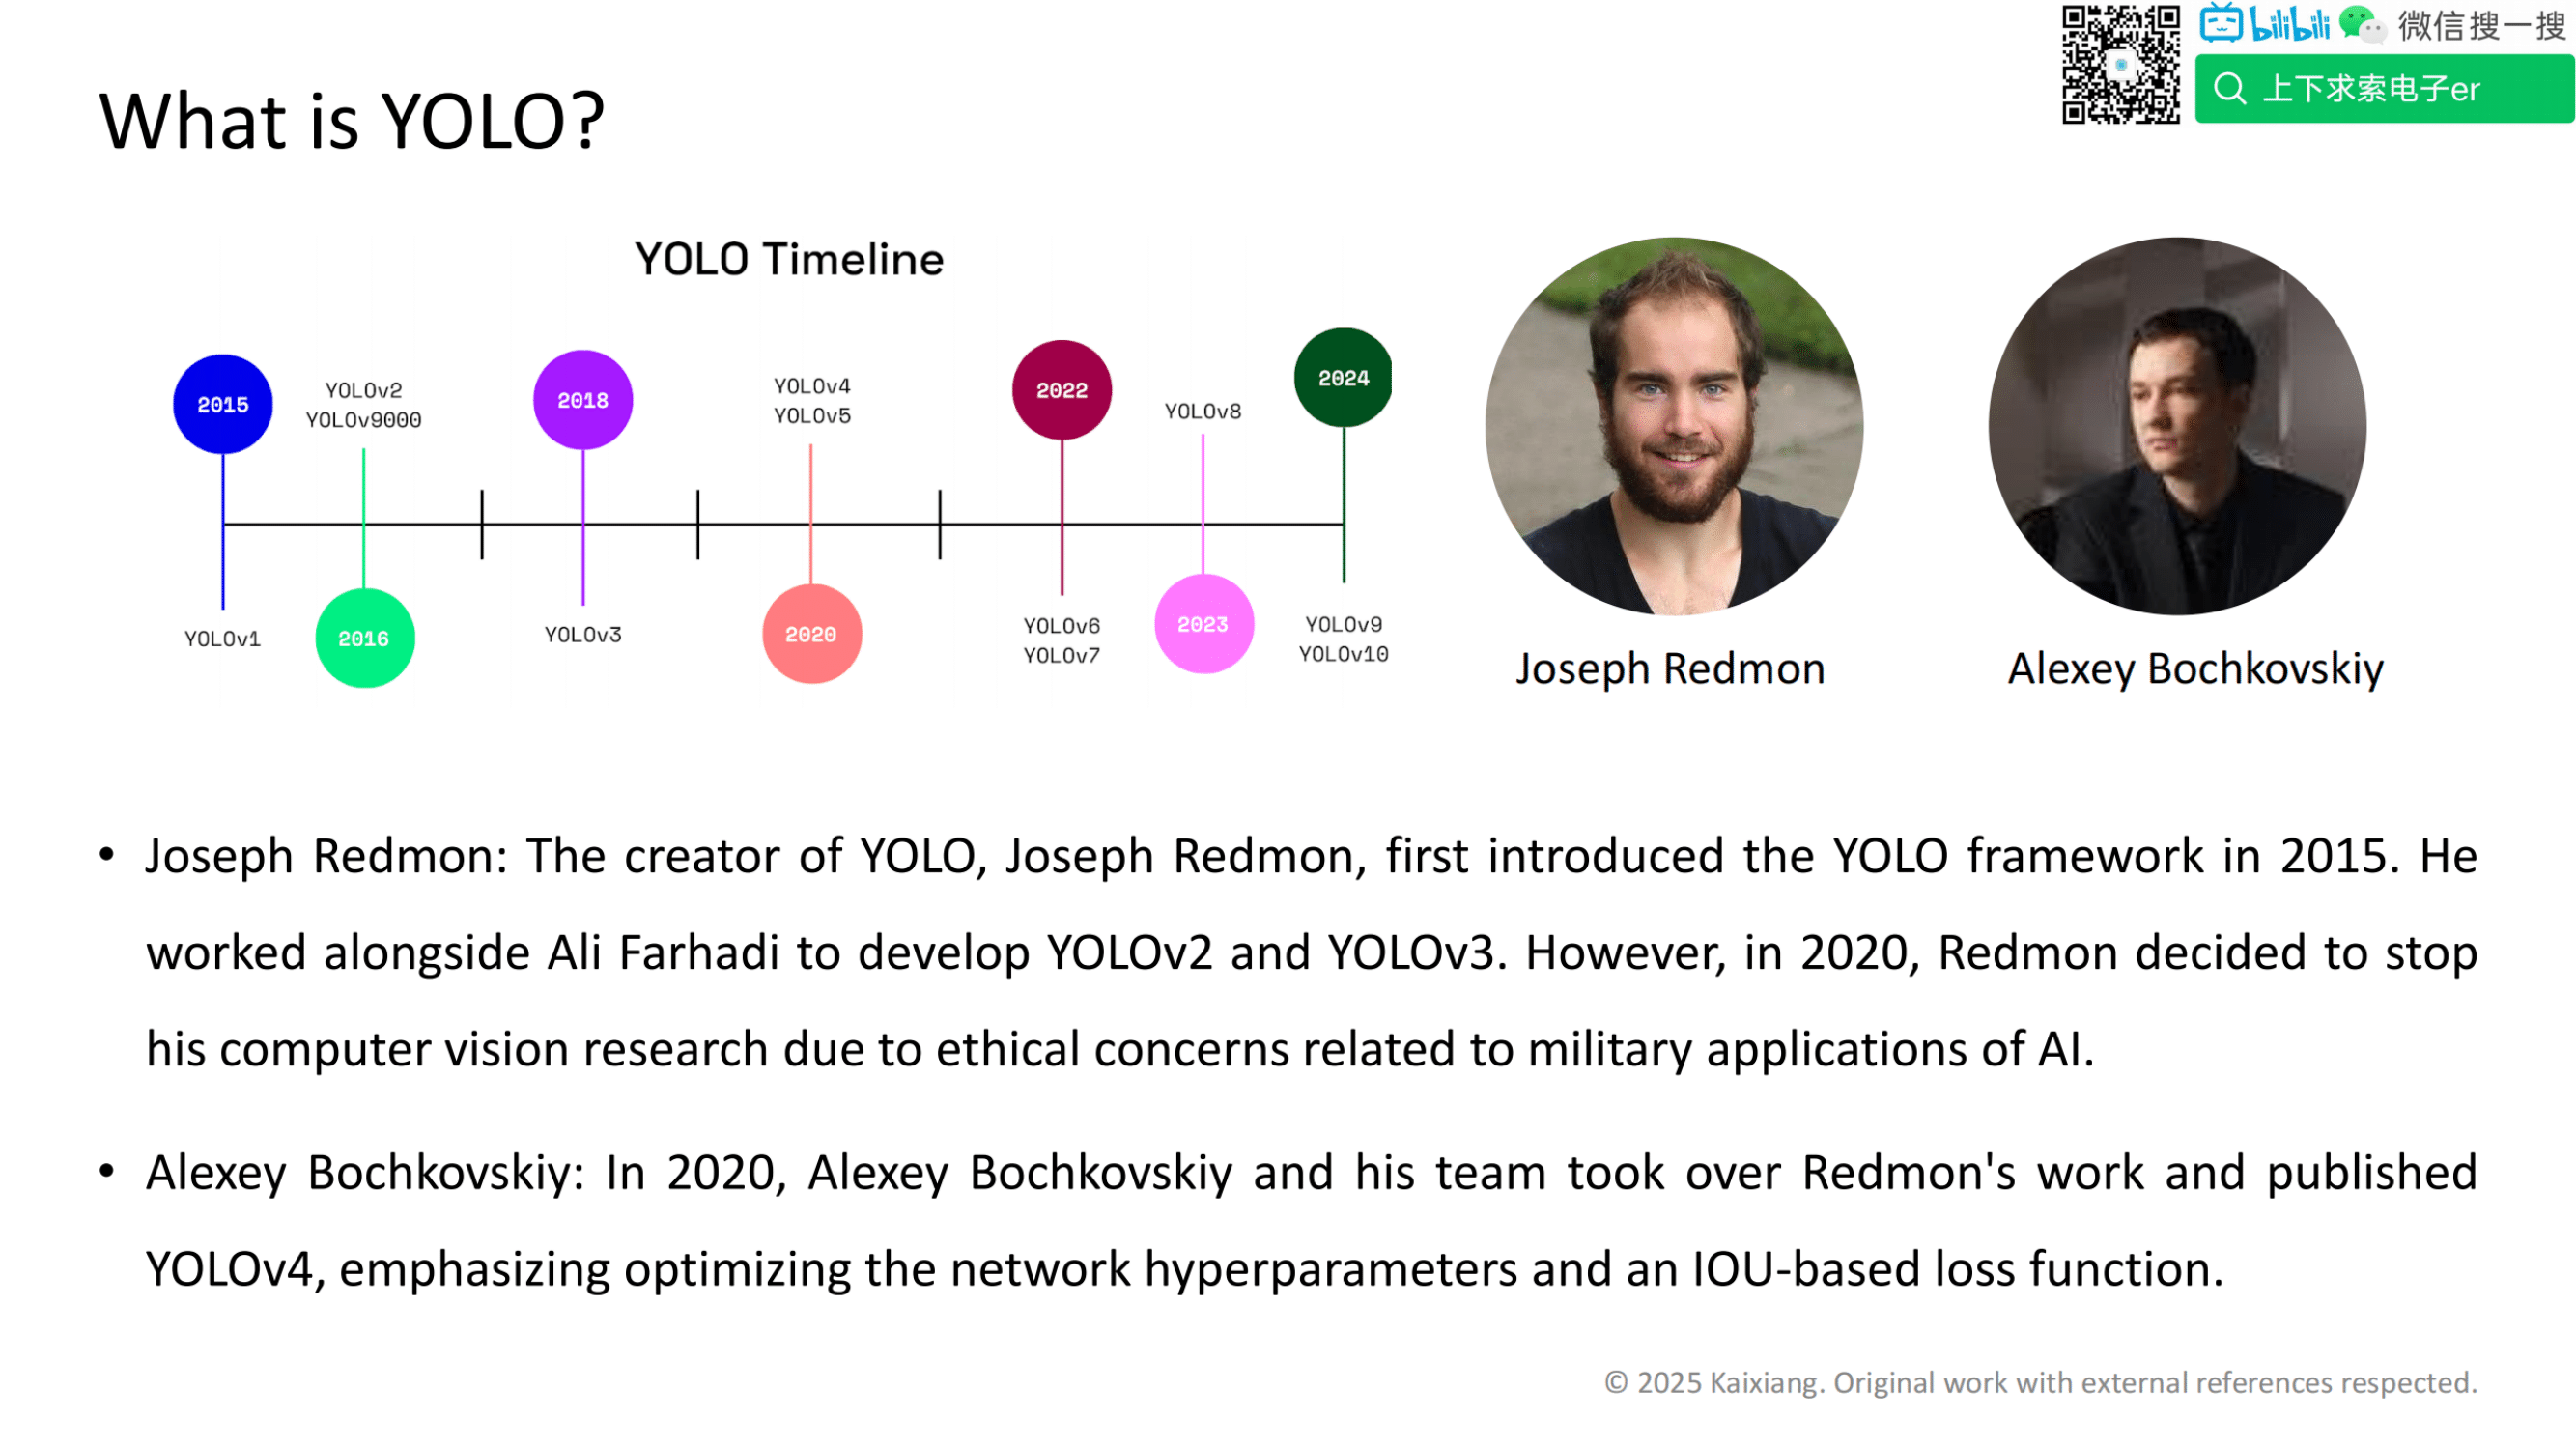 bilibili 微信搜一搜
上下求索电子er
What is YOLO?
YOLO Timeline
2015
YOLOv2
YOLOv9000
2018
YOLOv4
YOLOv5
2022
YOLOv8
2024
YOLOv1
2016
YOLOv3
2020
YOLOv6
YOLOv7
2023
YOLOv9
YOLOv10
Joseph Redmon
Alexey Bochkovskiy
• Joseph Redmon: The creator of YOLO, Joseph Redmon, first introduced the YOLO framework in 2015. He
worked alongside Ali Farhadi to develop YOLOv2 and YOLOv3. However, in 2020, Redmon decided to stop
his computer vision research due to ethical concerns related to military applications of AI.
• Alexey Bochkovskiy: In 2020, Alexey Bochkovskiy and his team took over Redmon's work and published
YOLOv4, emphasizing optimizing the network hyperparameters and an IOU-based loss function.
© 2025 Kaixiang. Original work with external references respected.